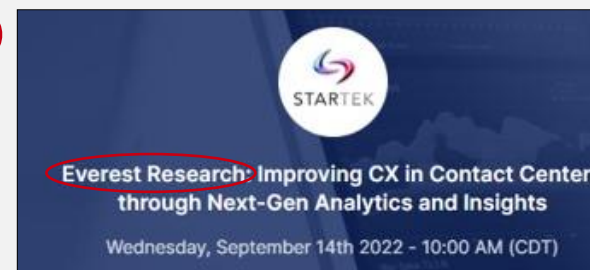 STARTEK
Everest Research: Improving CX in Contact Center
through Next-Gen Analytics and Insights
Wednesday, September 14th 2022 - 10:00 AM (CDT)